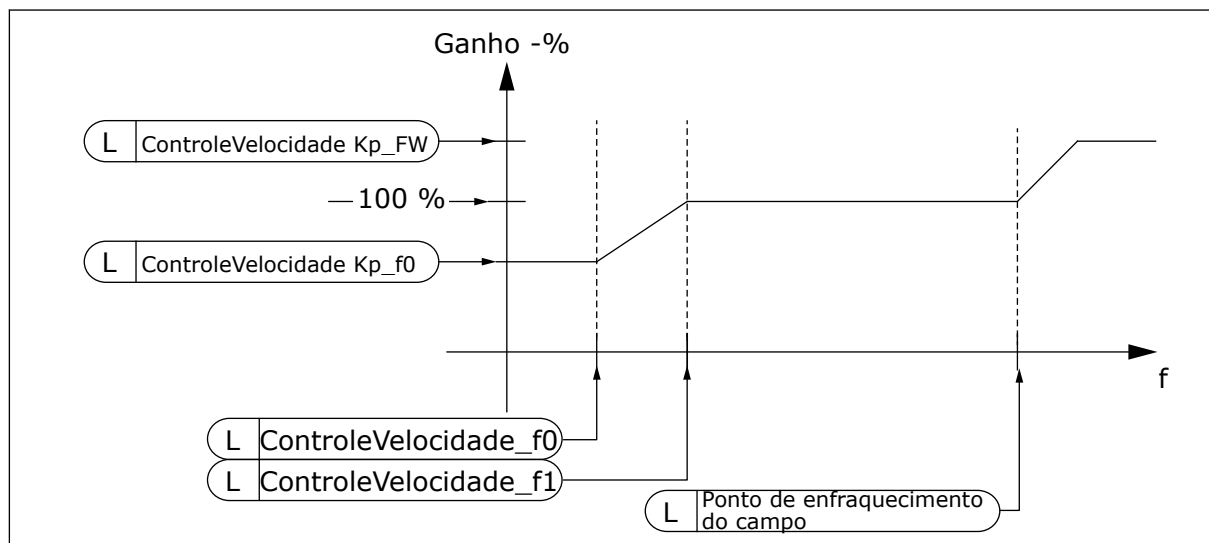 Ganho -%
L ControleVelocidade Kp_FW
100 %
L ControleVelocidade Kp_f0
f
L ControleVelocidade_f0
L ControleVelocidade_f1
L Ponto de enfraquecimento
do campo